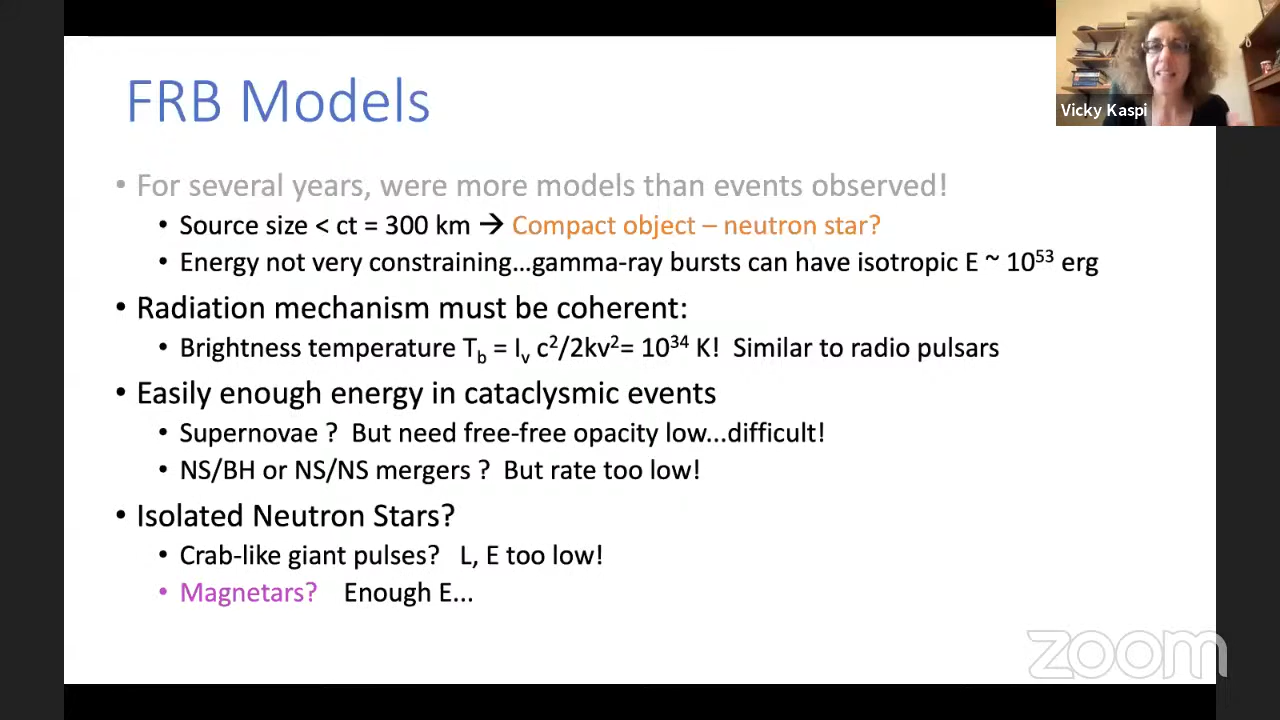 FRB Models
Vicky Kaspi
• For several years, were more models than events observed!
• Source size < ct = 300 km → Compact object – neutron star?
• Energy not very constraining...gamma-ray bursts can have isotropic E ~ 10⁵³ erg
• Radiation mechanism must be coherent:
• Brightness temperature Tb = Iν c²/2kν²= 10³⁴ K! Similar to radio pulsars
• Easily enough energy in cataclysmic events
• Supernovae ? But need free-free opacity low...difficult!
• NS/BH or NS/NS mergers ? But rate too low!
• Isolated Neutron Stars?
• Crab-like giant pulses? L, E too low!
• Magnetars? Enough E...
zoom